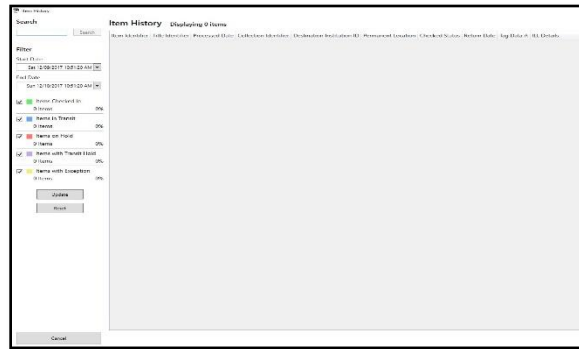 Item History
Search
Search
Item History Displaying 0 items
Item Identifier Title Identifier Processed Date Collection Identifier Destination Institution ID Permanent Location Checked Status Return Date Tag Data A ISL Details
Filter
Start Date
Sat 12/09/2017 10:51:20 AM
End Date
Sun 12/10/2017 10:51:20 AM
Items Checked In
0 Items 0%
Items in Transit
0 Items 0%
Items on Hold
0 Items 0%
Items with Transit Hold
0 Items 0%
Items with Exception
0 Items 0%
Update
Reset
Cancel